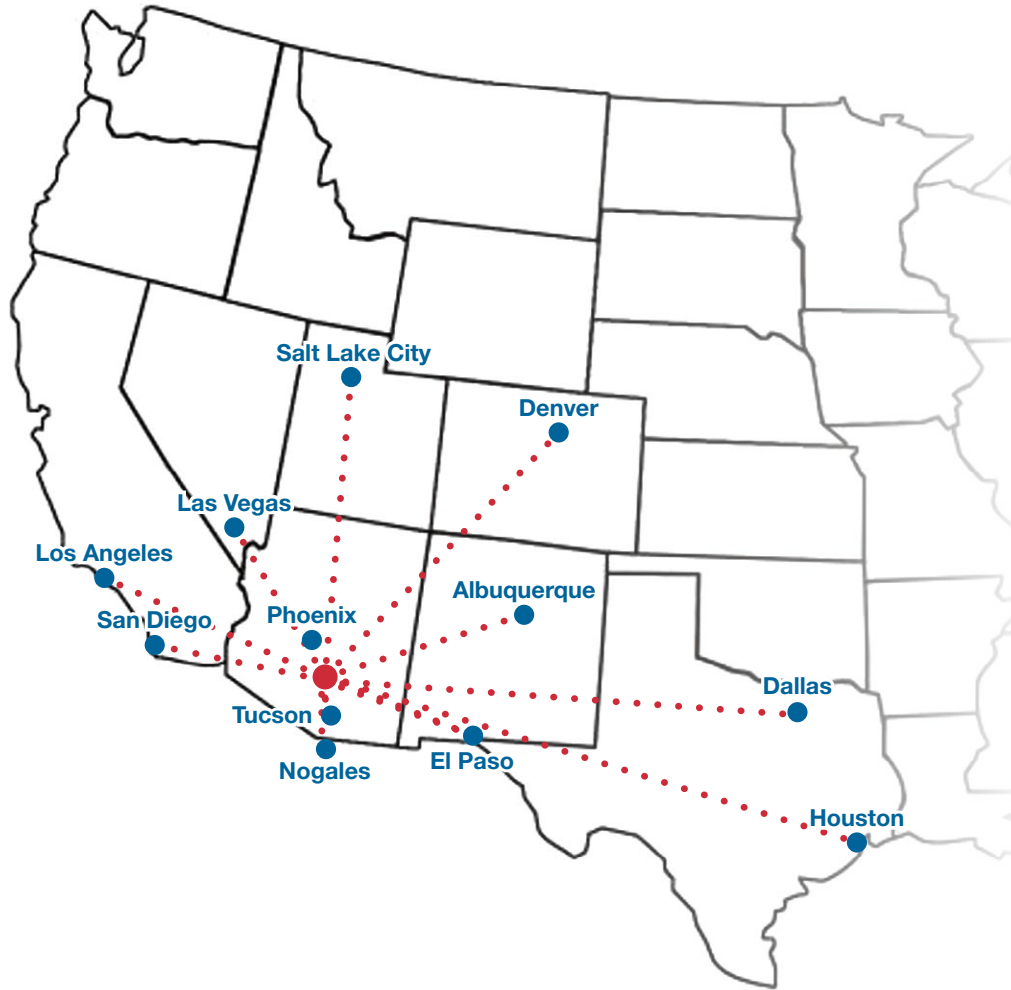 Salt Lake City
Denver
Las Vegas
Los Angeles
Albuquerque
San Diego
Phoenix
Dallas
Tucson
El Paso
Nogales
Houston